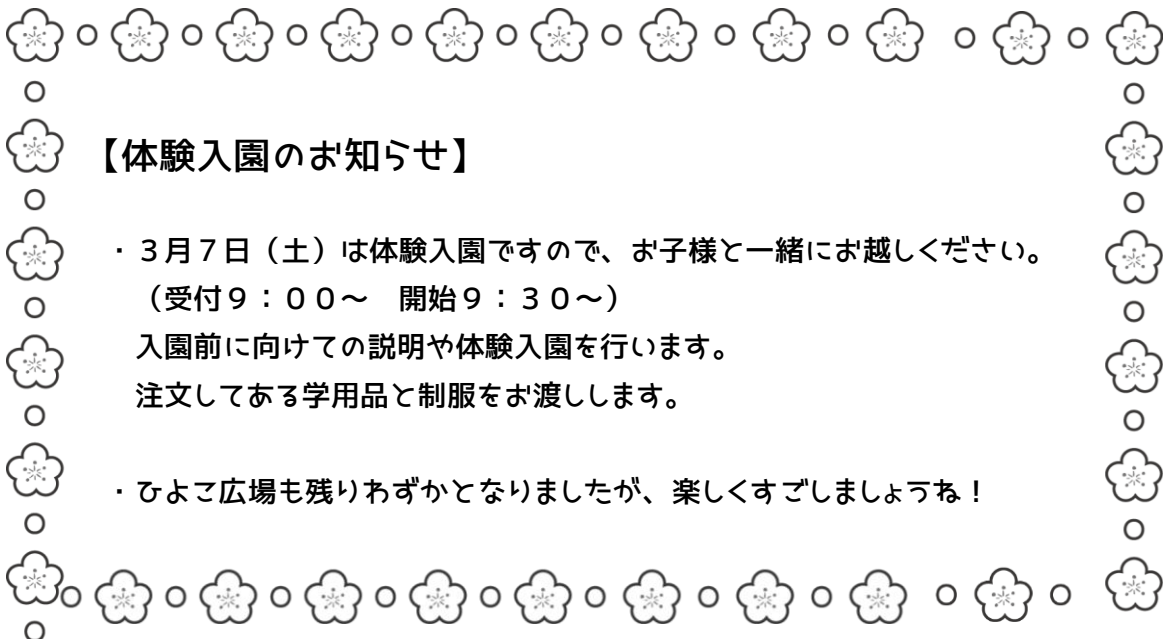 【体験入園のお知らせ】
・３月７日（土）は体験入園ですので、お子様と一緒にお越しください。
（受付９：００～　開始９：３０～）
入園前に向けての説明や体験入園を行います。
注文してある学用品と制服をお渡しします。
・ひよこ広場も残りわずかとなりましたが、楽しくすごしましょうね！